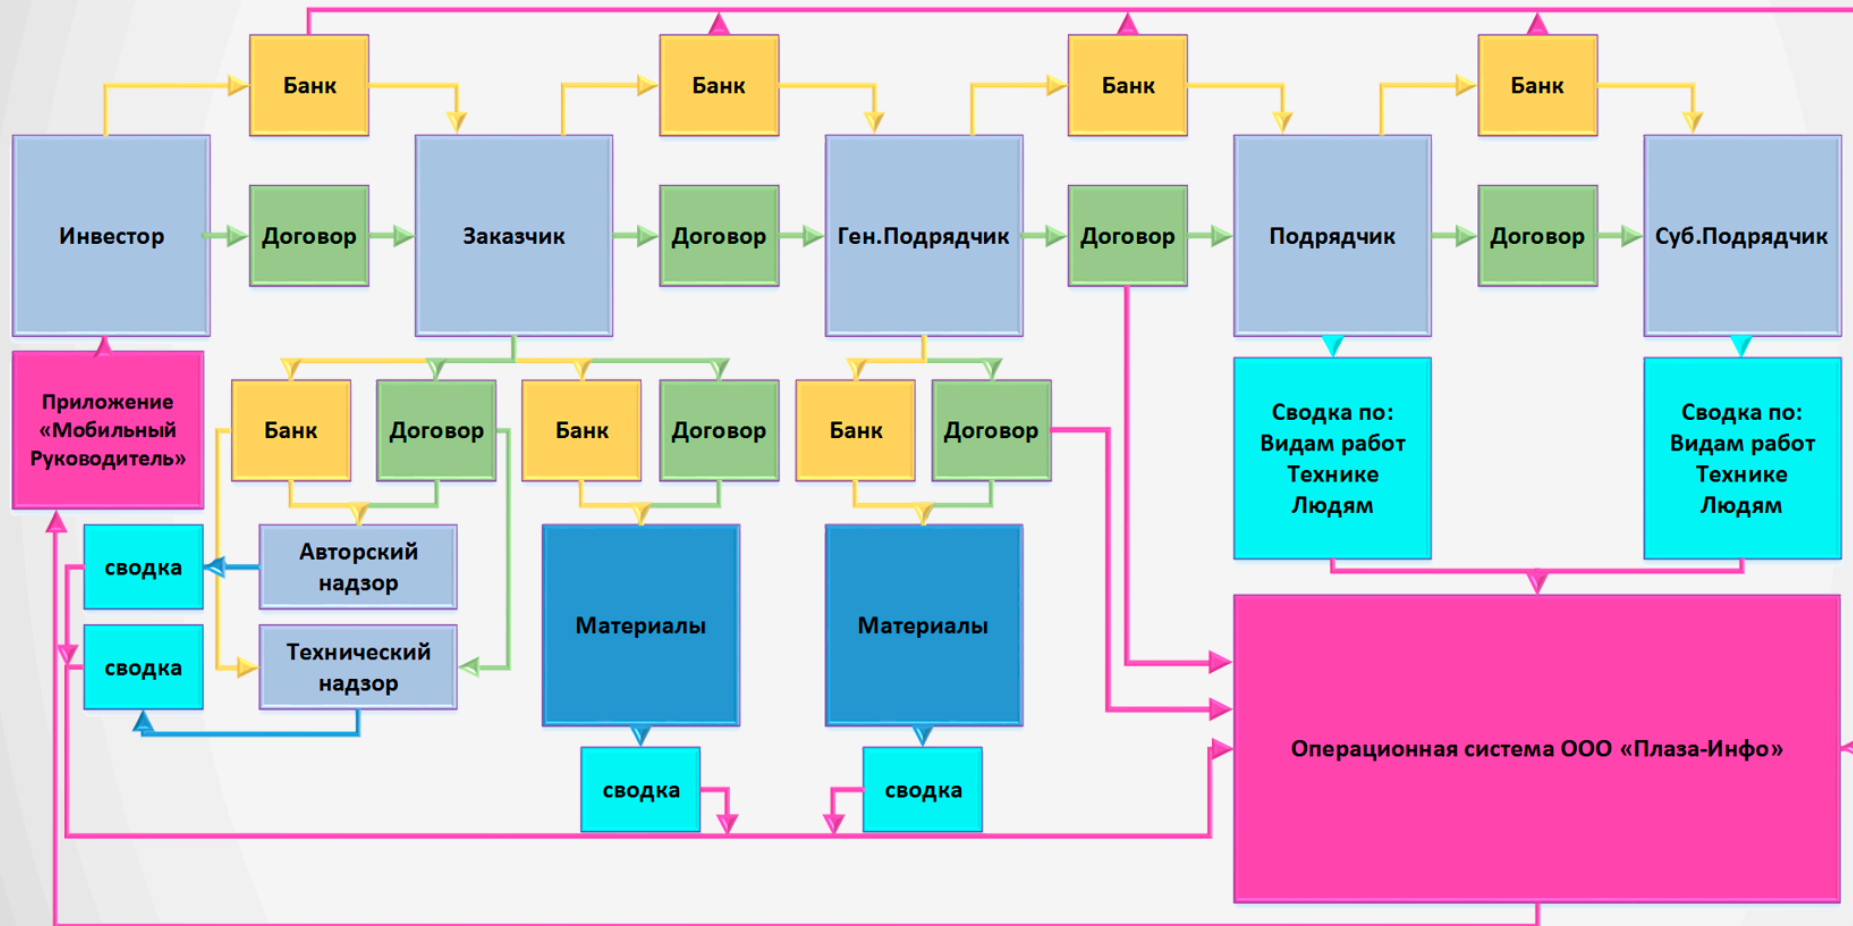 Банк
Банк
Банк
Банк
Инвестор
Договор
Заказчик
Договор
Ген.Подрядчик
Договор
Подрядчик
Договор
Суб.Подрядчик
Приложение
«Мобильный
Руководитель»
Банк
Договор
Банк
Договор
Банк
Договор
Сводка по:
Видам работ
Технике
Людям
Сводка по:
Видам работ
Технике
Людям
сводка
Авторский
надзор
сводка
Технический
надзор
Материалы
Материалы
сводка
сводка
Операционная система ООО «Плаза-Инфо»